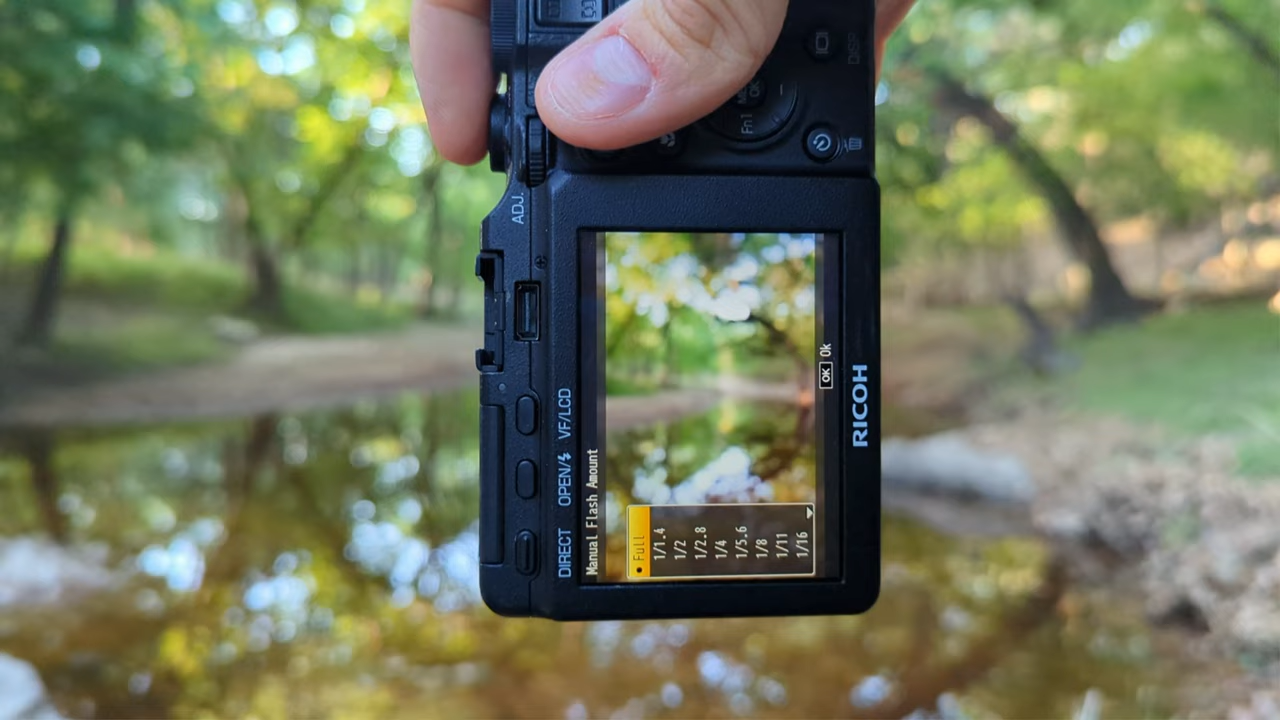 DISP.
Fn1
ADJ.
DIRECT OPEN/ VF/LCD
Manual Flash Amount
Full
1/1.4
1/2
1/2.8
1/4
1/5.6
1/8
1/11
1/16
OK Ok
RICOH